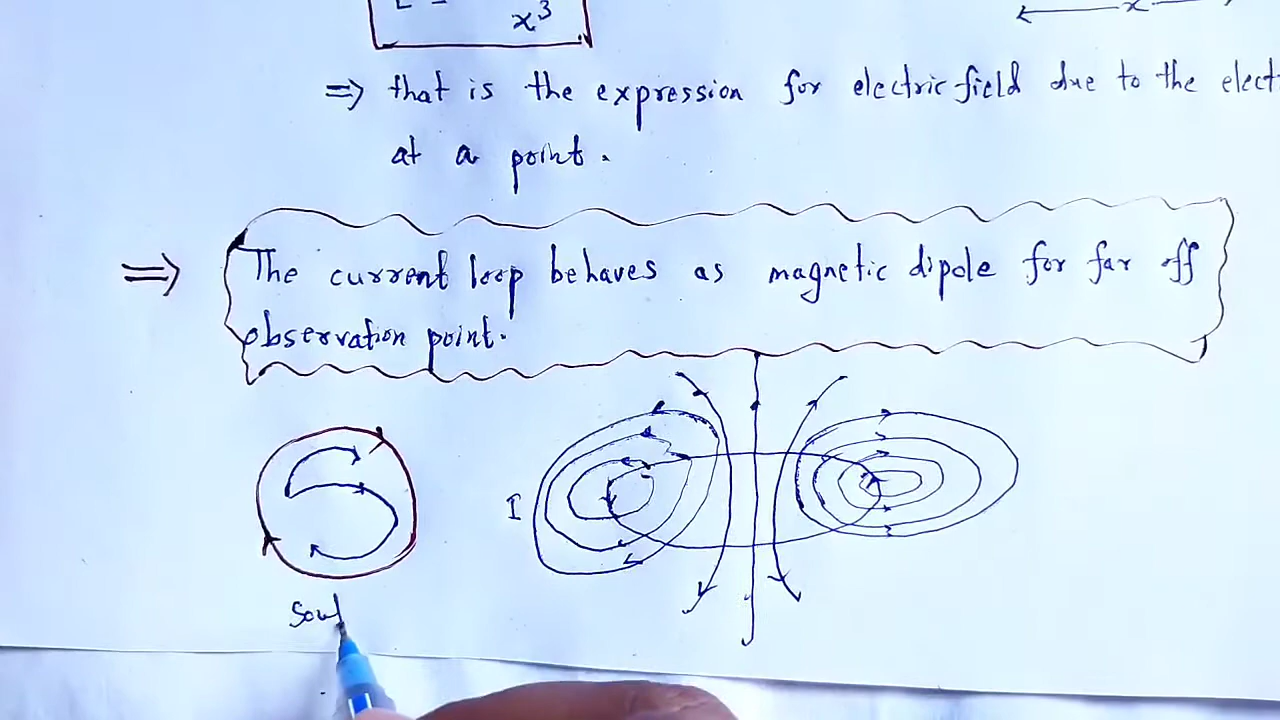 x³
x
⇒ that is the expression for electric field due to the elect
at a point.
⇒ The current loop behaves as magnetic dipole for far off
observation point.
S
I
Sout